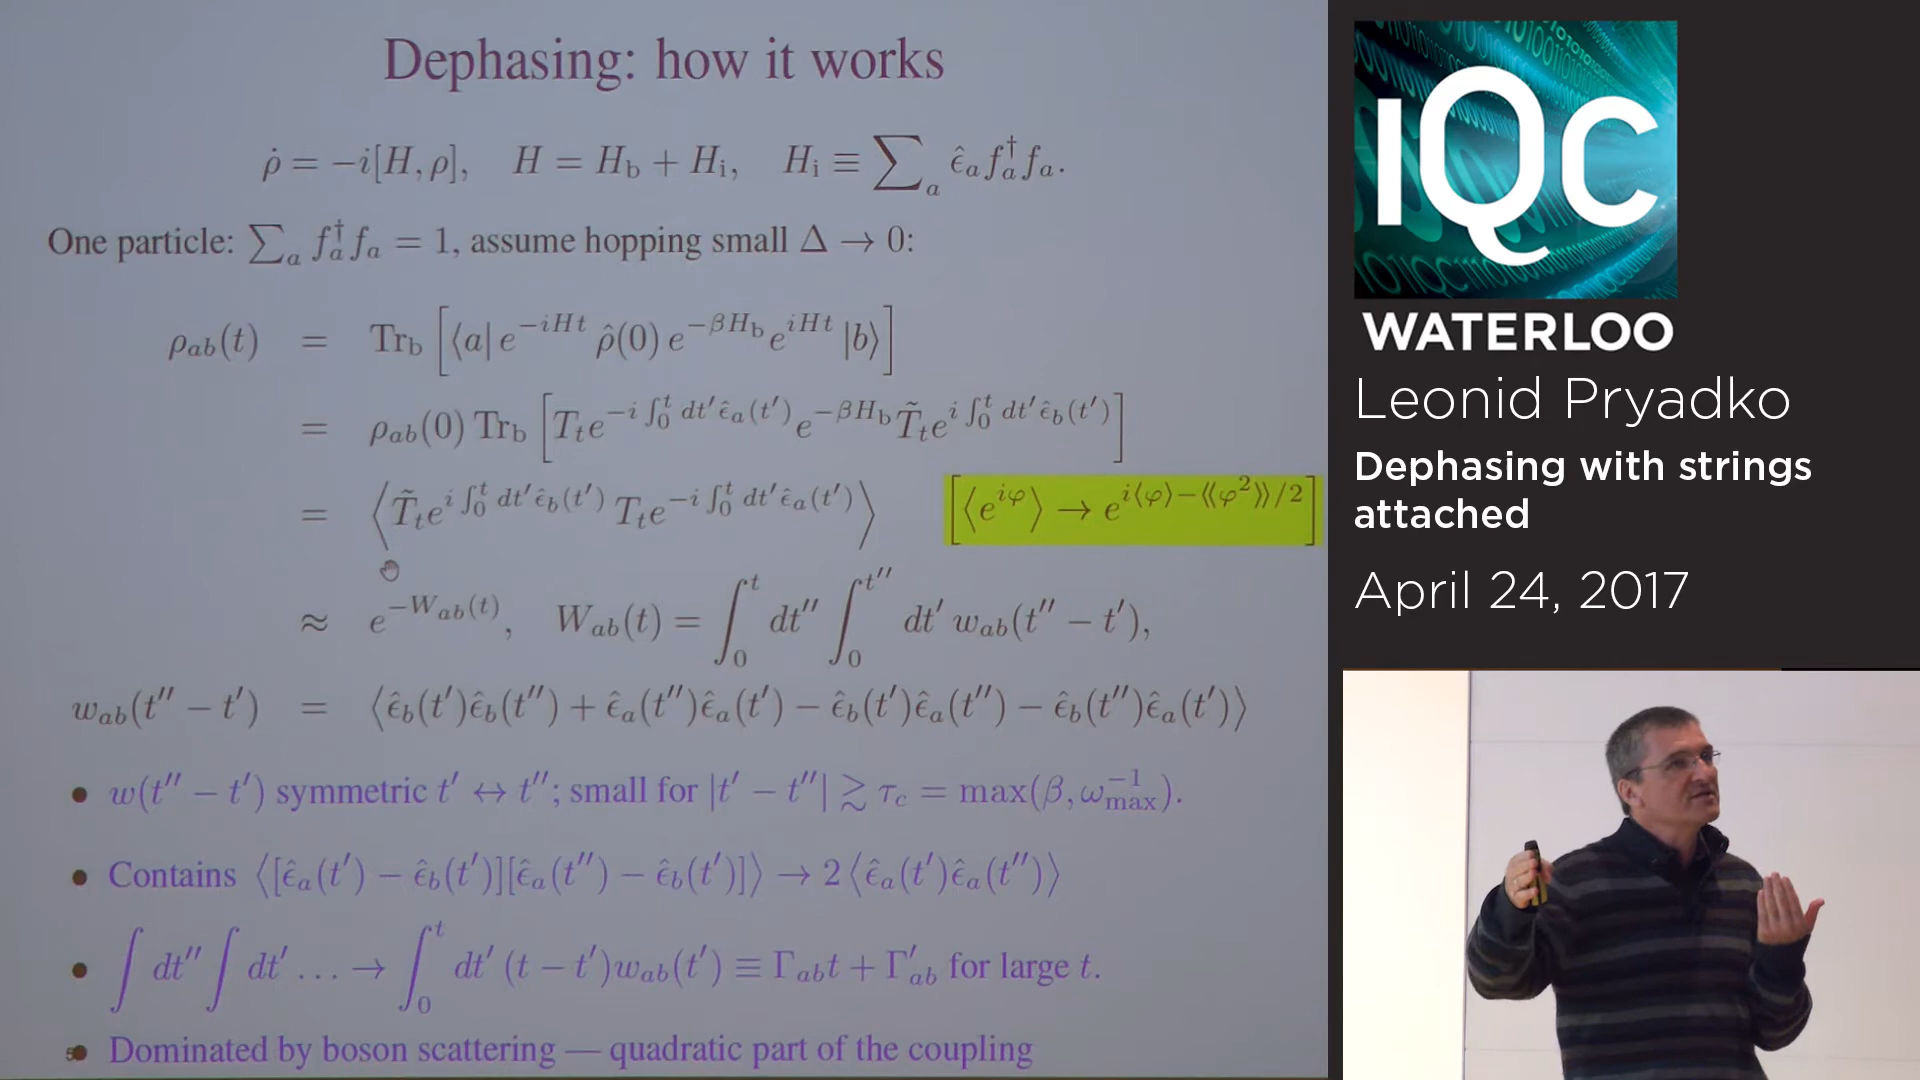 Dephasing: how it works
ρ̇ = −i[H, ρ], H = H_b + H_i, H_i ≡ ∑_a ε̂_a f_a^† f_a.
One particle: ∑_a f_a^† f_a = 1, assume hopping small Δ → 0:
ρ_ab(t) = Tr_b [⟨a| e^{−iHt} ρ̂(0) e^{−βH_b} e^{iHt} |b⟩]
= ρ_ab(0) Tr_b [T_t e^{−i ∫_0^t dt′ε̂_a(t′)} e^{−βH_b} T̃_t e^{i ∫_0^t dt′ε̂_b(t′)}]
= ⟨T̃_t e^{i ∫_0^t dt′ε̂_b(t′)} T_t e^{−i ∫_0^t dt′ε̂_a(t′)}⟩ [⟨e^{iφ}⟩ → e^{i⟨φ⟩−⟨⟨φ²⟩⟩/2}]
≈ e^{−W_ab(t)}, W_ab(t) = ∫_0^t dt″ ∫_0^{t″} dt′ w_ab(t″ − t′),
w_ab(t″ − t′) = ⟨ε̂_b(t′)ε̂_b(t″) + ε̂_a(t″)ε̂_a(t′) − ε̂_b(t′)ε̂_a(t″) − ε̂_b(t″)ε̂_a(t′)⟩
• w(t″ − t′) symmetric t′ ↔ t″; small for |t′ − t″| ≳ τ_c = max(β, ω_max^{−1}).
• Contains ⟨[ε̂_a(t′) − ε̂_b(t′)][ε̂_a(t″) − ε̂_b(t′)]⟩ → 2⟨ε̂_a(t′)ε̂_a(t″)⟩
• ∫ dt″ ∫ dt′ … → ∫_0^t dt′ (t − t′)w_ab(t′) ≡ Γ_ab t + Γ′_ab for large t.
• Dominated by boson scattering — quadratic part of the coupling
IQC
WATERLOO
Leonid Pryadko
Dephasing with strings
attached
April 24, 2017